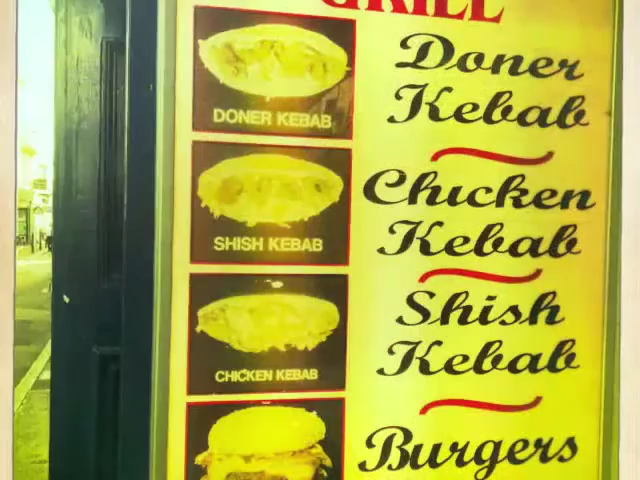 GRILL
DONER KEBAB
Doner
Kebab
SHISH KEBAB
Chicken
Kebab
CHICKEN KEBAB
Shish
Kebab
Burgers